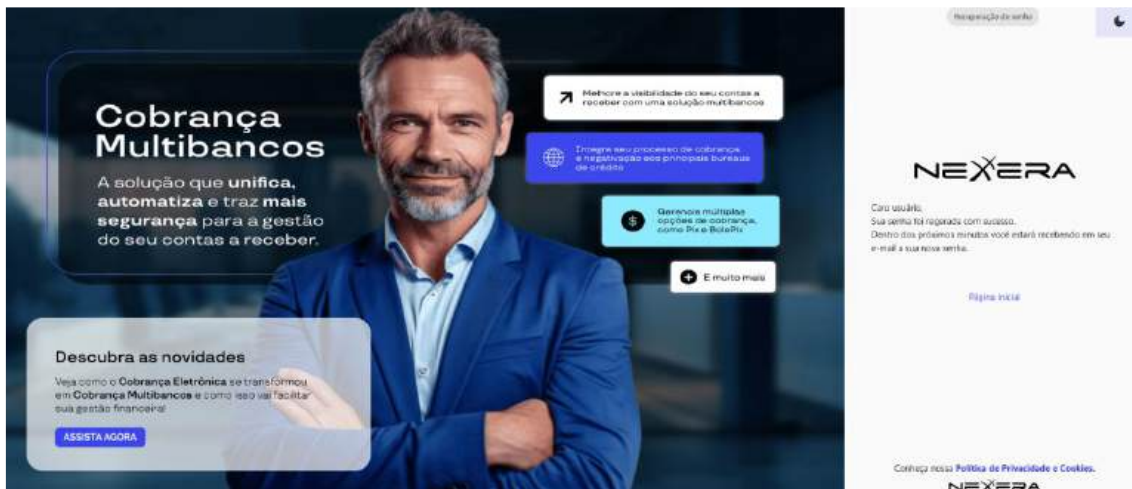 Cobrança
Multibancos
A solução que unifica,
automatiza e traz mais
segurança para a gestão
do seu contas a receber.
Melhore a visibilidade do seu contas a
receber com uma solução multibancos
Integre seu processo de cobrança
e negativação aos principais bureaus
de crédito
Gerencie múltiplas
opções de cobrança,
como Pix e BolePix
E muito mais
Descubra as novidades
Veja como o Cobrança Eletrônica se transformou
em Cobrança Multibancos e como isso vai facilitar
sua gestão financeira!
ASSISTA AGORA
Recuperação de senha
NEXERA
Caro usuário,
Sua senha foi regerada com sucesso.
Dentro dos próximos minutos você estará recebendo em seu
e-mail a sua nova senha.
Página Inicial
Conheça nossa Política de Privacidade e Cookies.
NEXERA